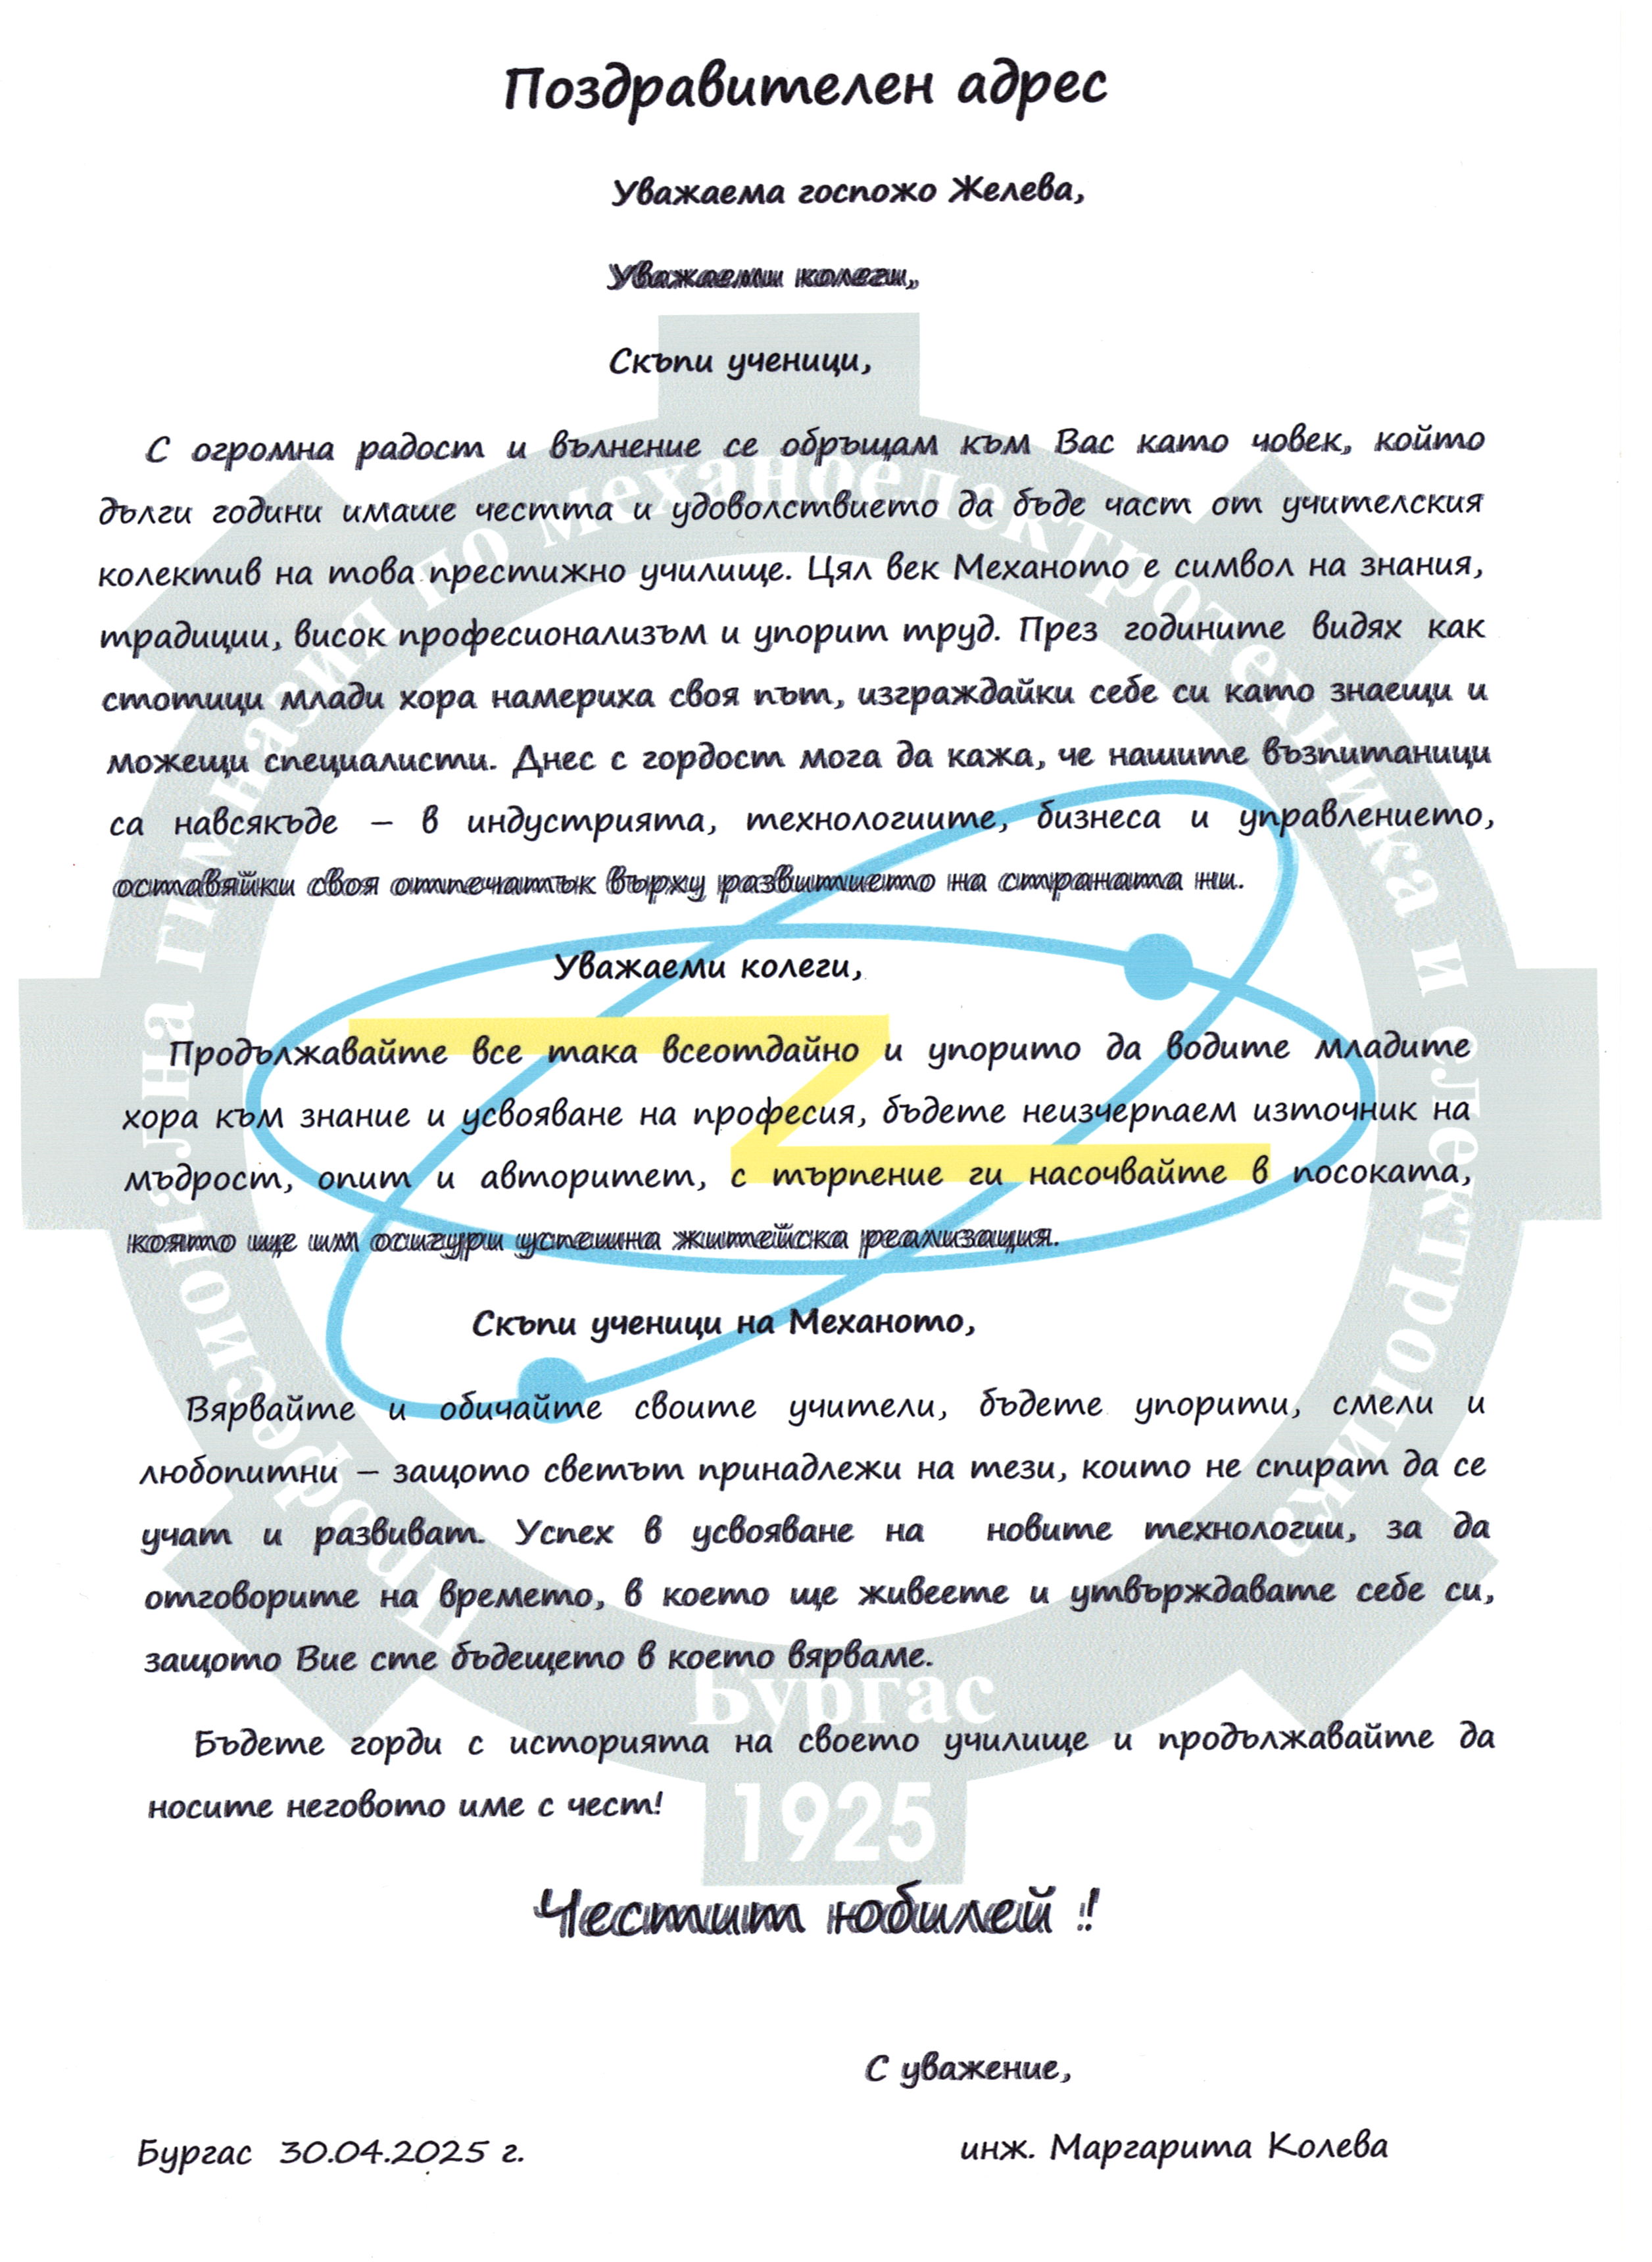 Поздравителен адрес
Уважаема госпожо Желева,
Уважаеми колеги,
Скъпи ученици,
С огромна радост и вълнение се обръщам към Вас като човек, който
дълги години имаше честта и удоволствието да бъде част от учителския
колектив на това престижно училище. Цял век Механото е символ на знания,
традиции, висок професионализъм и упорит труд. През годините видях как
стотици млади хора намериха своя път, изграждайки себе си като знаещи и
можещи специалисти. Днес с гордост мога да кажа, че нашите възпитаници
са навсякъде – в индустрията, технологиите, бизнеса и управлението,
оставяйки своя отпечатък върху развитието на страната ни.
Уважаеми колеги,
Продължавайте все така всеотдайно и упорито да водите младите
хора към знание и усвояване на професия, бъдете неизчерпаем източник на
мъдрост, опит и авторитет, с търпение ги насочвайте в посоката,
която ще им осигури успешна житейска реализация.
Скъпи ученици на Механото,
Вярвайте и обичайте своите учители, бъдете упорити, смели и
любопитни – защото светът принадлежи на тези, които не спират да се
учат и развиват. Успех в усвояване на новите технологии, за да
отговорите на времето, в което ще живеете и утвърждавате себе си,
защото Вие сте бъдещето в което вярваме.
Бъдете горди с историята на своето училище и продължавайте да
носите неговото име с чест!
Честит юбилей !
С уважение,
Бургас 30.04.2025 г. инж. Маргарита Колева
Професионална гимназия по механоелектротехника и електроника
Бургас
1925